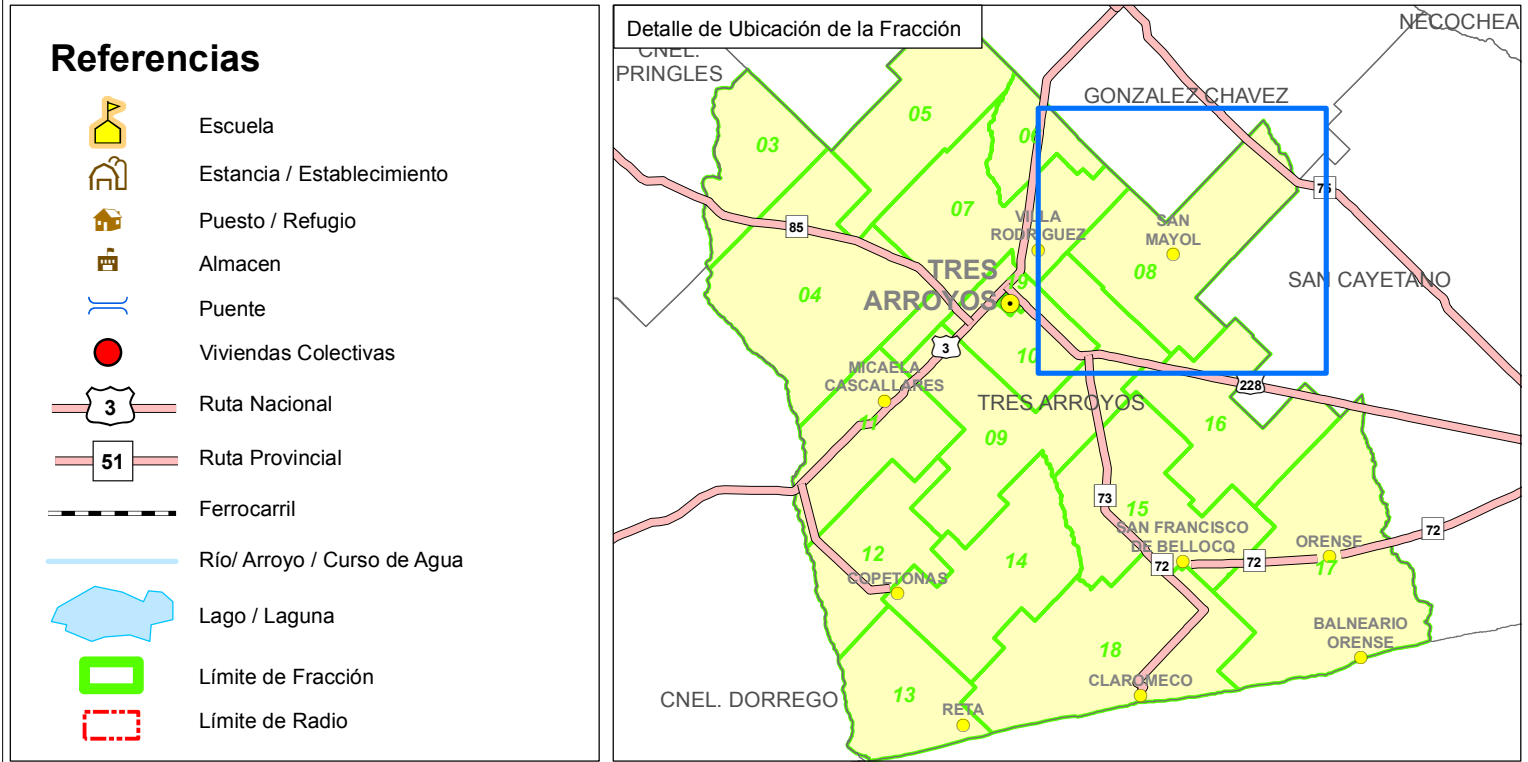 Referencias
Escuela
Estancia / Establecimiento
Puesto / Refugio
Almacen
Puente
Viviendas Colectivas
3
Ruta Nacional
51
Ruta Provincial
Ferrocarril
Río/ Arroyo / Curso de Agua
Lago / Laguna
Límite de Fracción
Límite de Radio
Detalle de Ubicación de la Fracción
NECOCHEA
CNEL.
PRINGLES
GONZALEZ CHAVEZ
05
06
03
75
07
VILLA
RODRIGUEZ
SAN
MAYOL
85
TRES
ARROYOS
19
08
SAN CAYETANO
04
3
10
MICAELA
CASCALLARES
228
TRES ARROYOS
11
09
16
73
15
SAN FRANCISCO
DE BELLOCQ
72
72
72
ORENSE
17
12
COPETONAS
14
BALNEARIO
ORENSE
18
CLAROMECO
13
CNEL. DORREGO
RETA